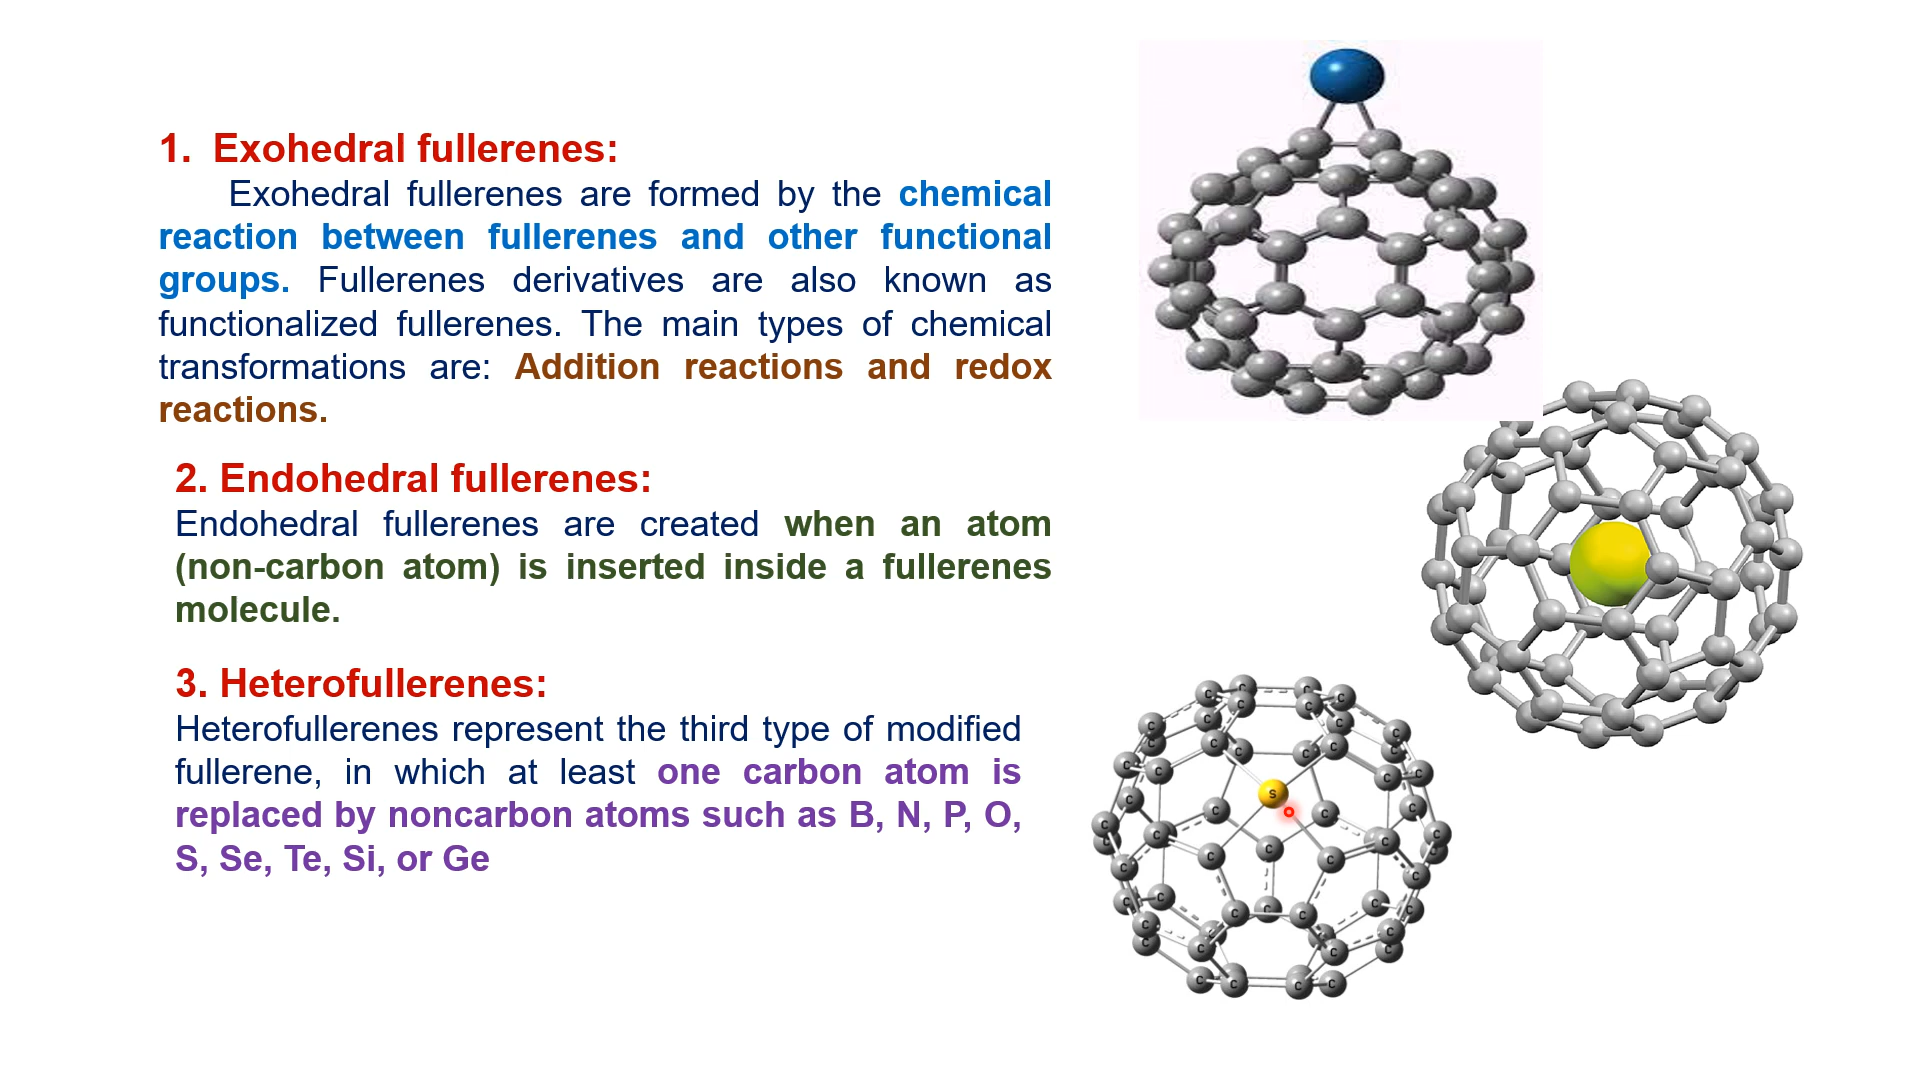 1. Exohedral fullerenes:
Exohedral fullerenes are formed by the chemical
reaction between fullerenes and other functional
groups. Fullerenes derivatives are also known as
functionalized fullerenes. The main types of chemical
transformations are: Addition reactions and redox
reactions.
2. Endohedral fullerenes:
Endohedral fullerenes are created when an atom
(non-carbon atom) is inserted inside a fullerenes
molecule.
3. Heterofullerenes:
Heterofullerenes represent the third type of modified
fullerene, in which at least one carbon atom is
replaced by noncarbon atoms such as B, N, P, O,
S, Se, Te, Si, or Ge
S